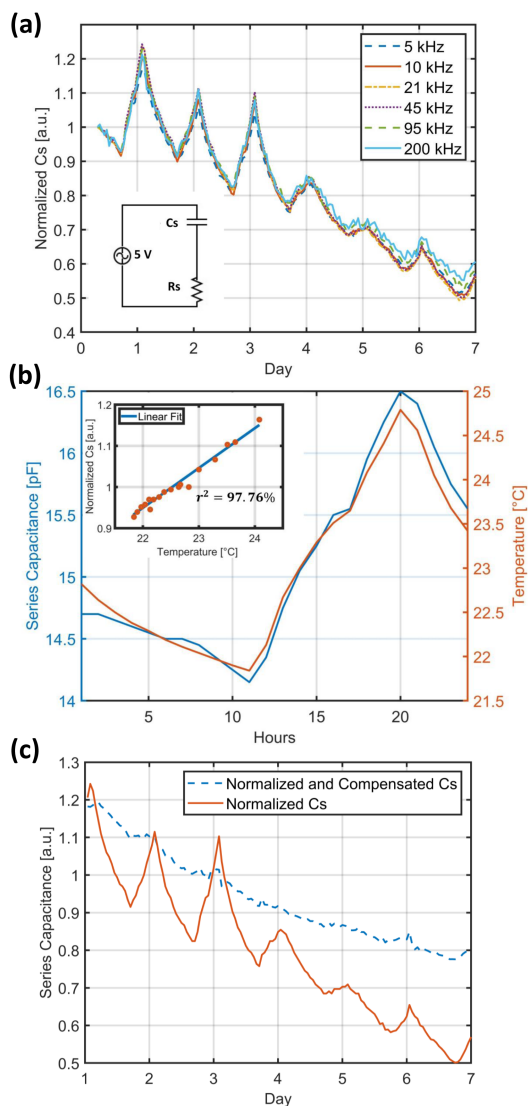 (a)
1.2
1.1
1
0.9
0.8
0.7
0.6
0.5
0.4
Normalized Cs [a.u.]
5 kHz
10 kHz
21 kHz
45 kHz
95 kHz
200 kHz
Cs
5 V
Rs
0 1 2 3 4 5 6 7
Day
(b)
16.5
16
15.5
15
14.5
14
Series Capacitance [pF]
25
24.5
24
23.5
23
22.5
22
21.5
Temperature [°C]
Linear Fit
1.2
1.1
1
0.9
Normalized Cs [a.u.]
r² = 97.76%
22 23 24
Temperature [°C]
5 10 15 20
Hours
(c)
1.3
1.2
1.1
1
0.9
0.8
0.7
0.6
0.5
Series Capacitance [a.u.]
Normalized and Compensated Cs
Normalized Cs
1 2 3 4 5 6 7
Day